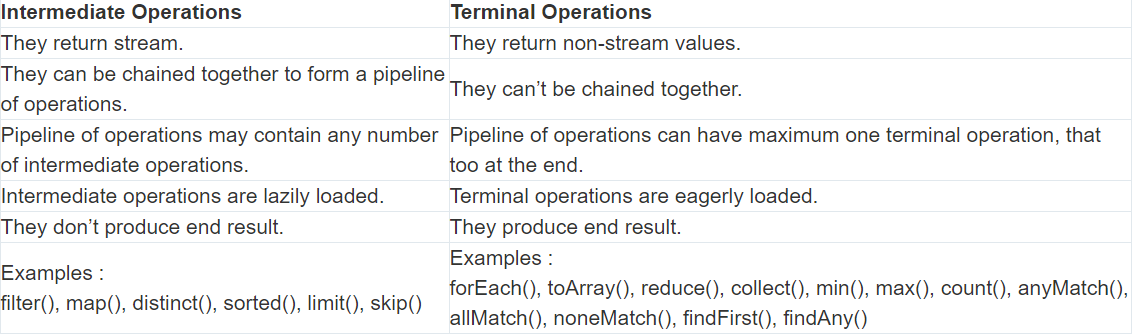 Intermediate Operations
Terminal Operations
They return stream.
They return non-stream values.
They can be chained together to form a pipeline
of operations.
They can’t be chained together.
Pipeline of operations may contain any number
of intermediate operations.
Pipeline of operations can have maximum one terminal operation, that
too at the end.
Intermediate operations are lazily loaded.
Terminal operations are eagerly loaded.
They don’t produce end result.
They produce end result.
Examples :
filter(), map(), distinct(), sorted(), limit(), skip()
Examples :
forEach(), toArray(), reduce(), collect(), min(), max(), count(), anyMatch(),
allMatch(), noneMatch(), findFirst(), findAny()